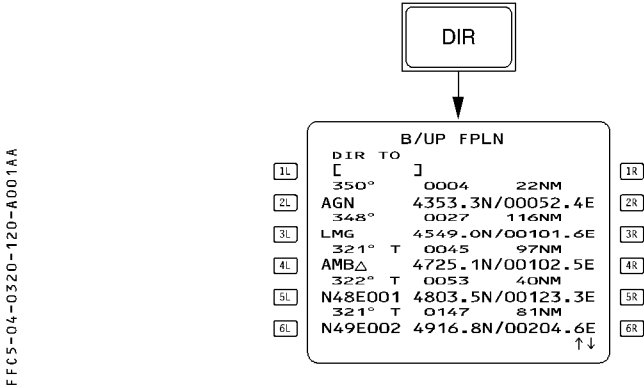 DIR
B/UP FPLN
DIR TO
1L [ ] 1R
350° 0004 22NM
2L AGN 4353.3N/00052.4E 2R
348° 0027 116NM
3L LMG 4549.0N/00101.6E 3R
321° T 0045 97NM
4L AMB△ 4725.1N/00102.5E 4R
322° T 0053 40NM
5L N48E001 4803.5N/00123.3E 5R
321° T 0147 81NM
6L N49E002 4916.8N/00204.6E 6R
↑↓
FFC5-04-0320-120-A001AA